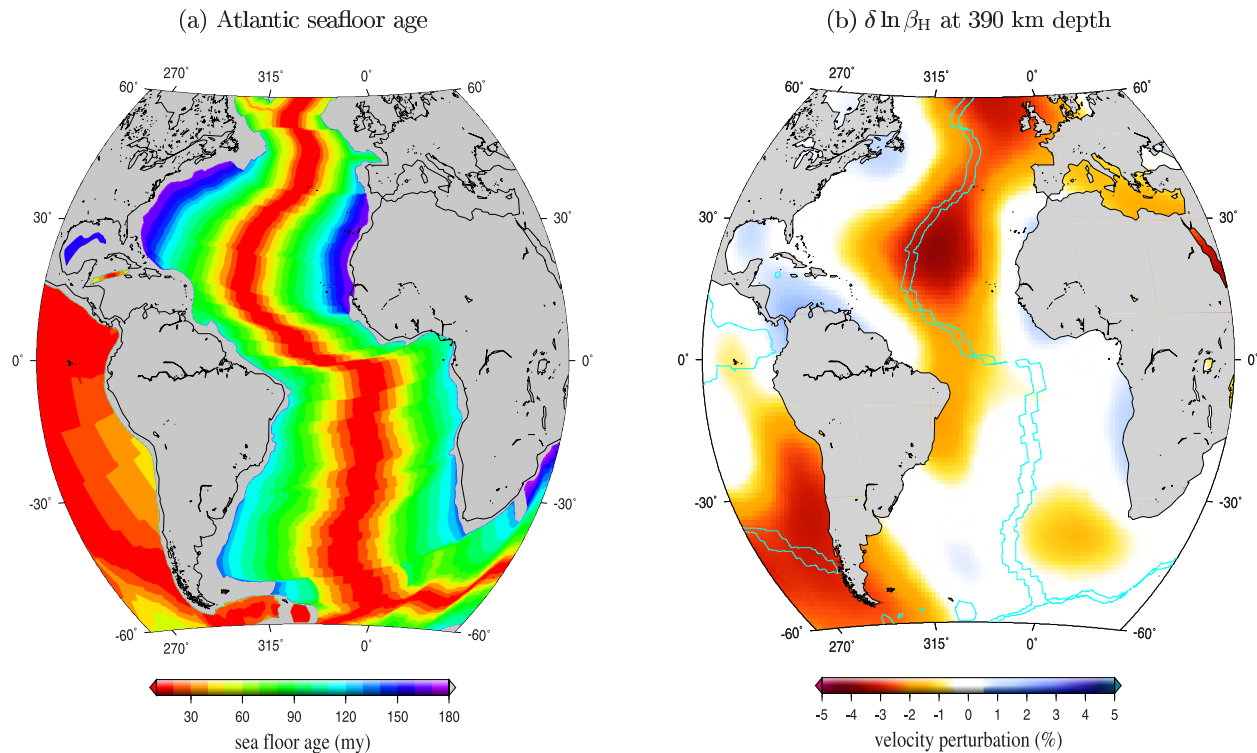 (a) Atlantic seafloor age
270˚ 315˚ 0˚
60˚ 60˚
30˚ 30˚
0˚ 0˚
-30˚ -30˚
-60˚ -60˚
270˚ 315˚ 0˚
30 60 90 120 150 180
sea floor age (my)
(b) δ ln β_H at 390 km depth
270˚ 315˚ 0˚
60˚ 60˚
30˚ 30˚
0˚ 0˚
-30˚ -30˚
-60˚ -60˚
270˚ 315˚ 0˚
-5 -4 -3 -2 -1 0 1 2 3 4 5
velocity perturbation (%)